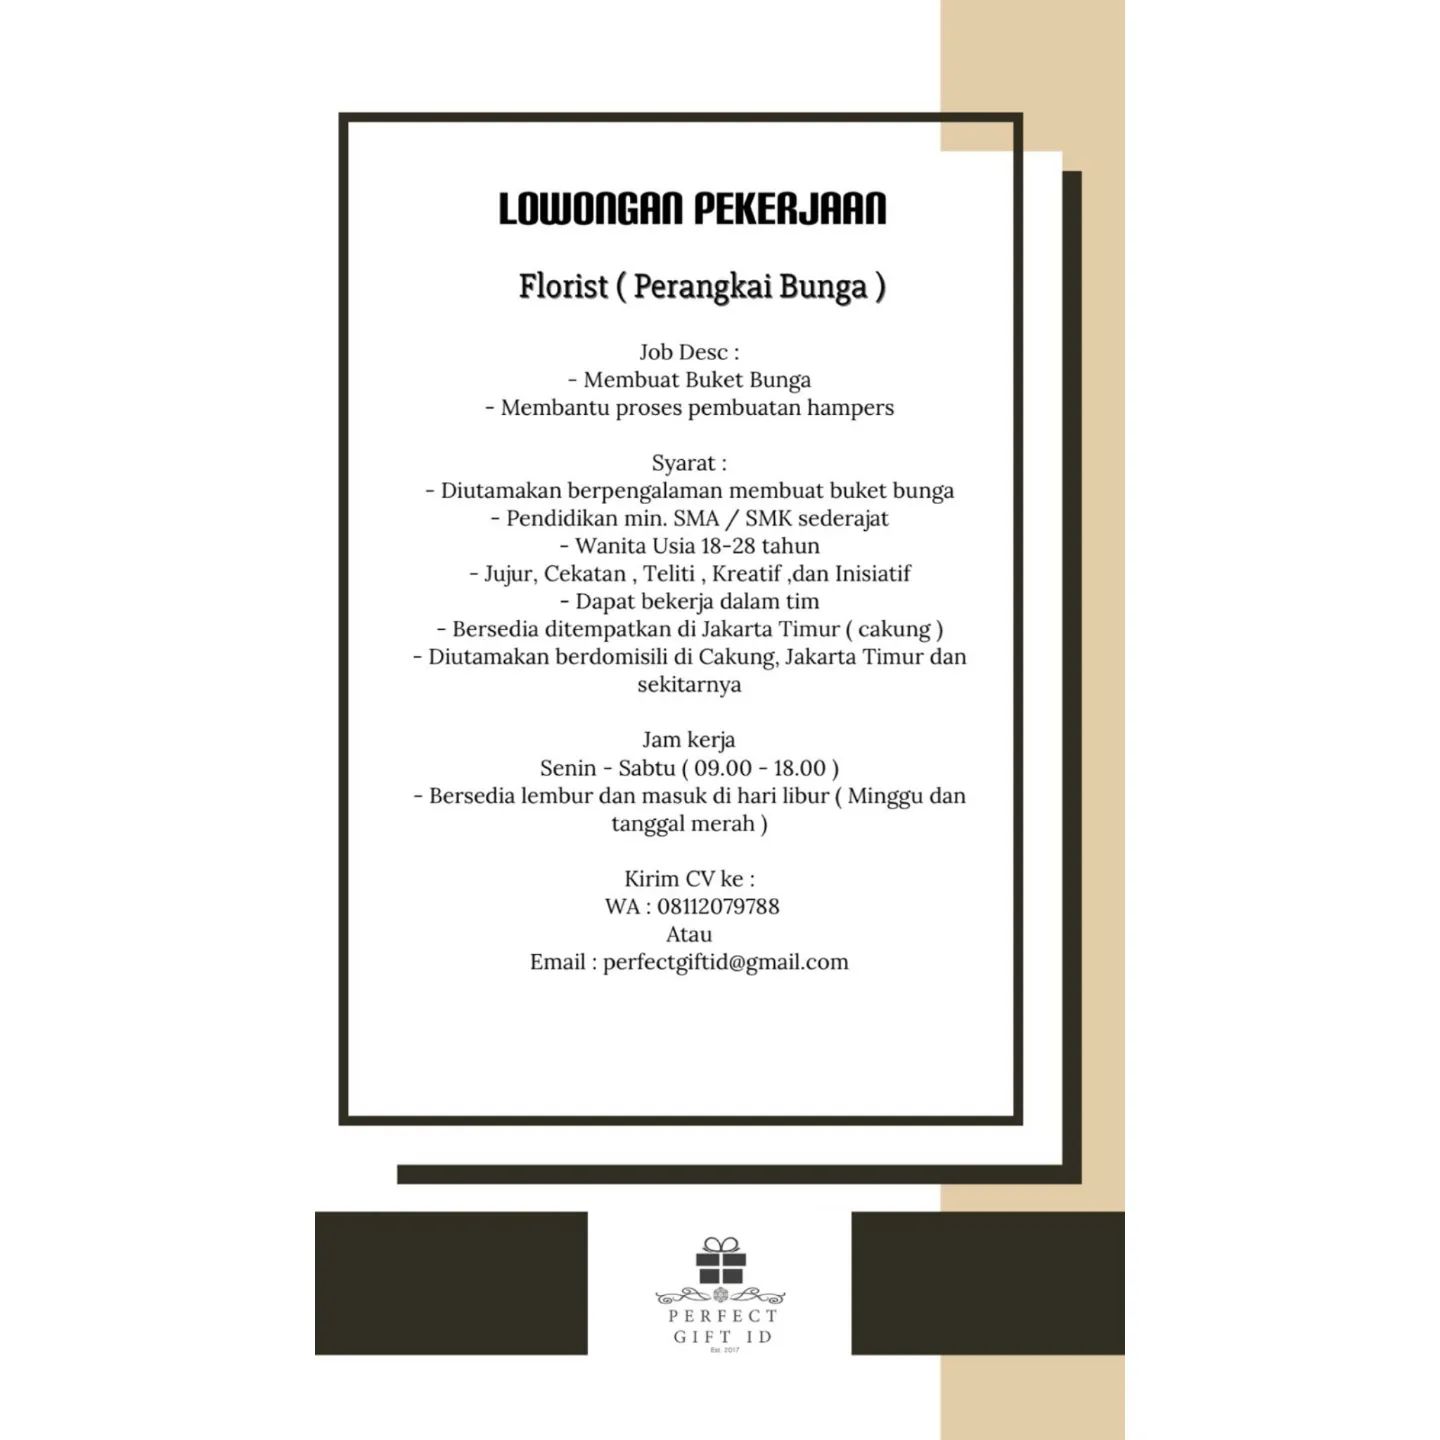 LOWONGAN PEKERJAAN
Florist ( Perangkai Bunga )
Job Desc :
- Membuat Buket Bunga
- Membantu proses pembuatan hampers
Syarat :
- Diutamakan berpengalaman membuat buket bunga
- Pendidikan min. SMA / SMK sederajat
- Wanita Usia 18-28 tahun
- Jujur, Cekatan , Teliti , Kreatif ,dan Inisiatif
- Dapat bekerja dalam tim
- Bersedia ditempatkan di Jakarta Timur ( cakung )
- Diutamakan berdomisili di Cakung, Jakarta Timur dan
sekitarnya
Jam kerja
Senin - Sabtu ( 09.00 - 18.00 )
- Bersedia lembur dan masuk di hari libur ( Minggu dan
tanggal merah )
Kirim CV ke :
WA : 08112079788
Atau
Email : perfectgiftid@gmail.com
PERFECT
GIFT ID
Est. 2017